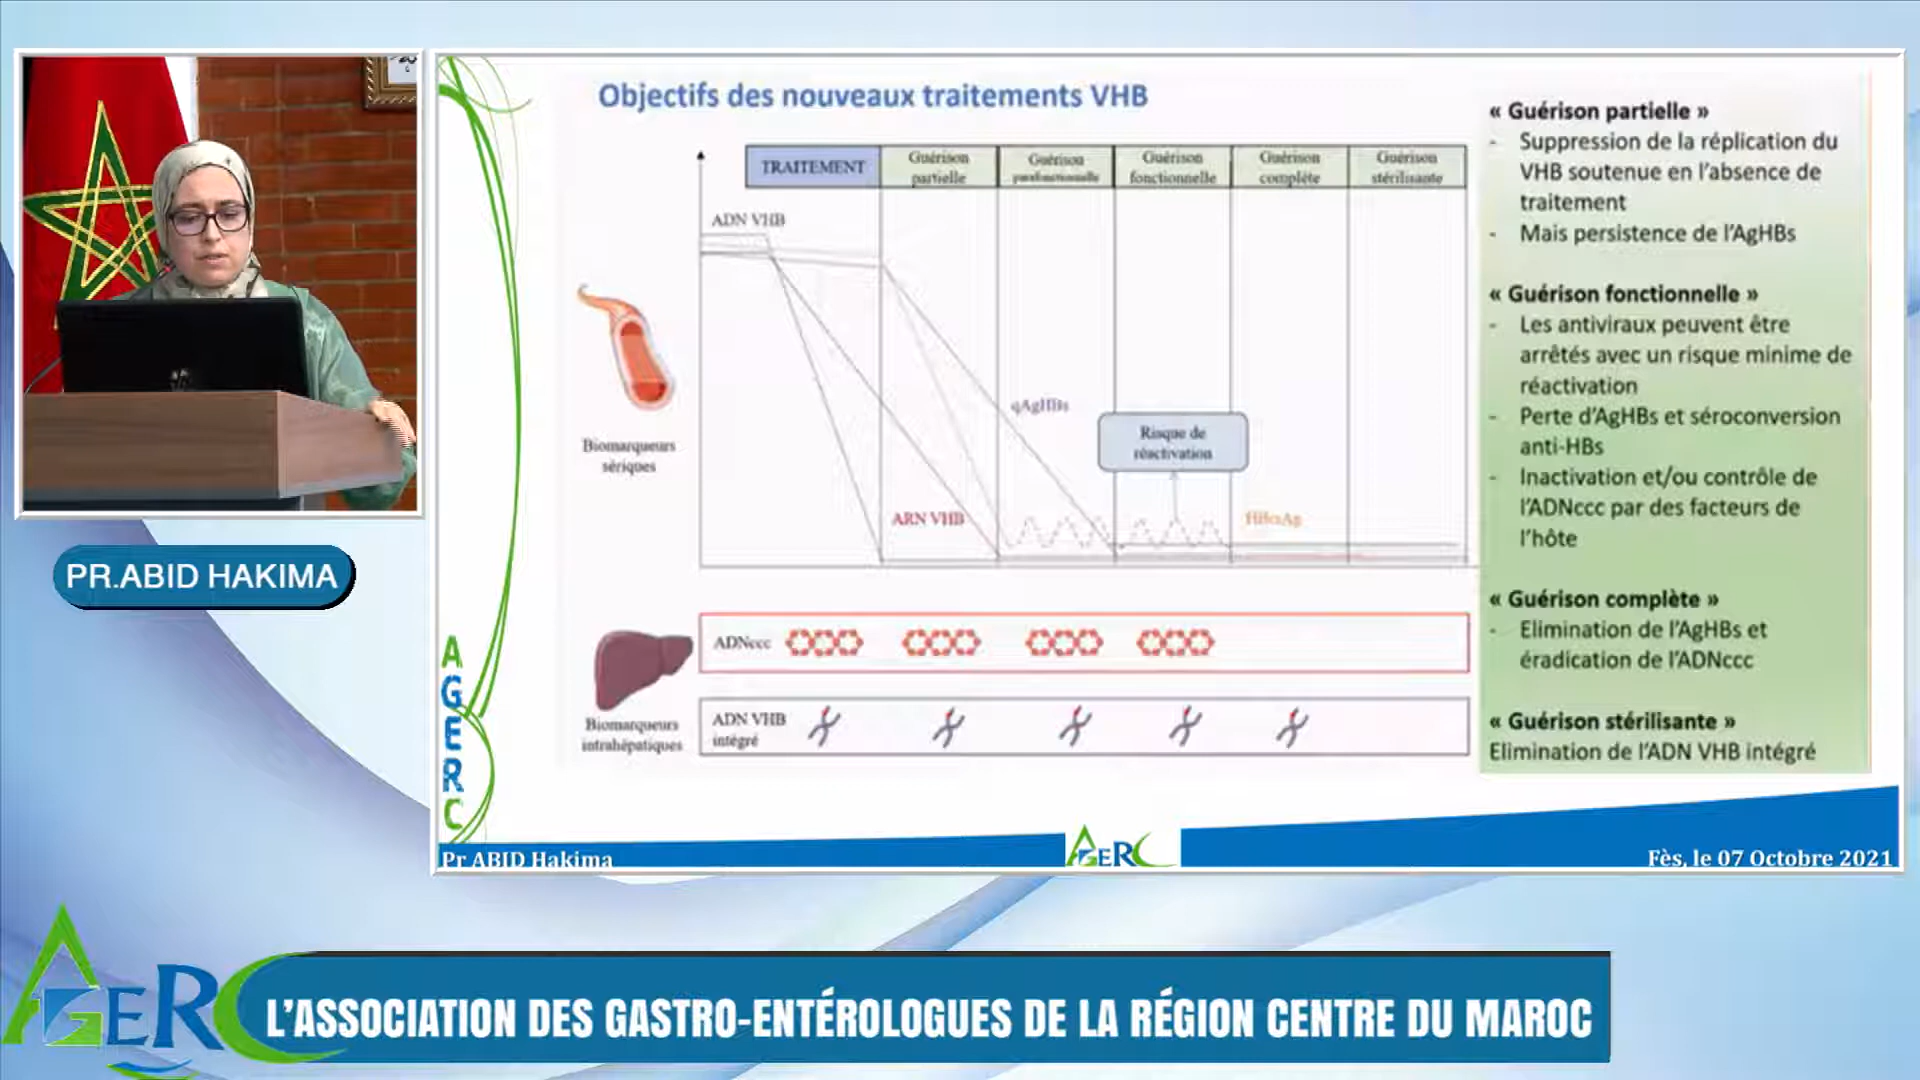 Objectifs des nouveaux traitements VHB
TRAITEMENT
Guérison
partielle
Guérison
parafonctionnelle
Guérison
fonctionnelle
Guérison
complète
Guérison
stérilisante
ADN VHB
qAgHBs
Risque de
réactivation
ARN VHB
Biomarqueurs
sériques
ADNccc
ADN VHB
intégré
Biomarqueurs
intrahépatiques
« Guérison partielle »
- Suppression de la réplication du
VHB soutenue en l’absence de
traitement
- Mais persistence de l’AgHBs
« Guérison fonctionnelle »
- Les antiviraux peuvent être
arrêtés avec un risque minime de
réactivation
- Perte d’AgHBs et séroconversion
anti-HBs
- Inactivation et/ou contrôle de
l’ADNccc par des facteurs de
l’hôte
« Guérison complète »
- Elimination de l’AgHBs et
éradication de l’ADNccc
« Guérison stérilisante »
Elimination de l’ADN VHB intégré
PR.ABID HAKIMA
AGERC
Pr ABID Hakima
AGERC
Fès, le 07 Octobre 2021
AGERC
L’ASSOCIATION DES GASTRO-ENTÉROLOGUES DE LA RÉGION CENTRE DU MAROC